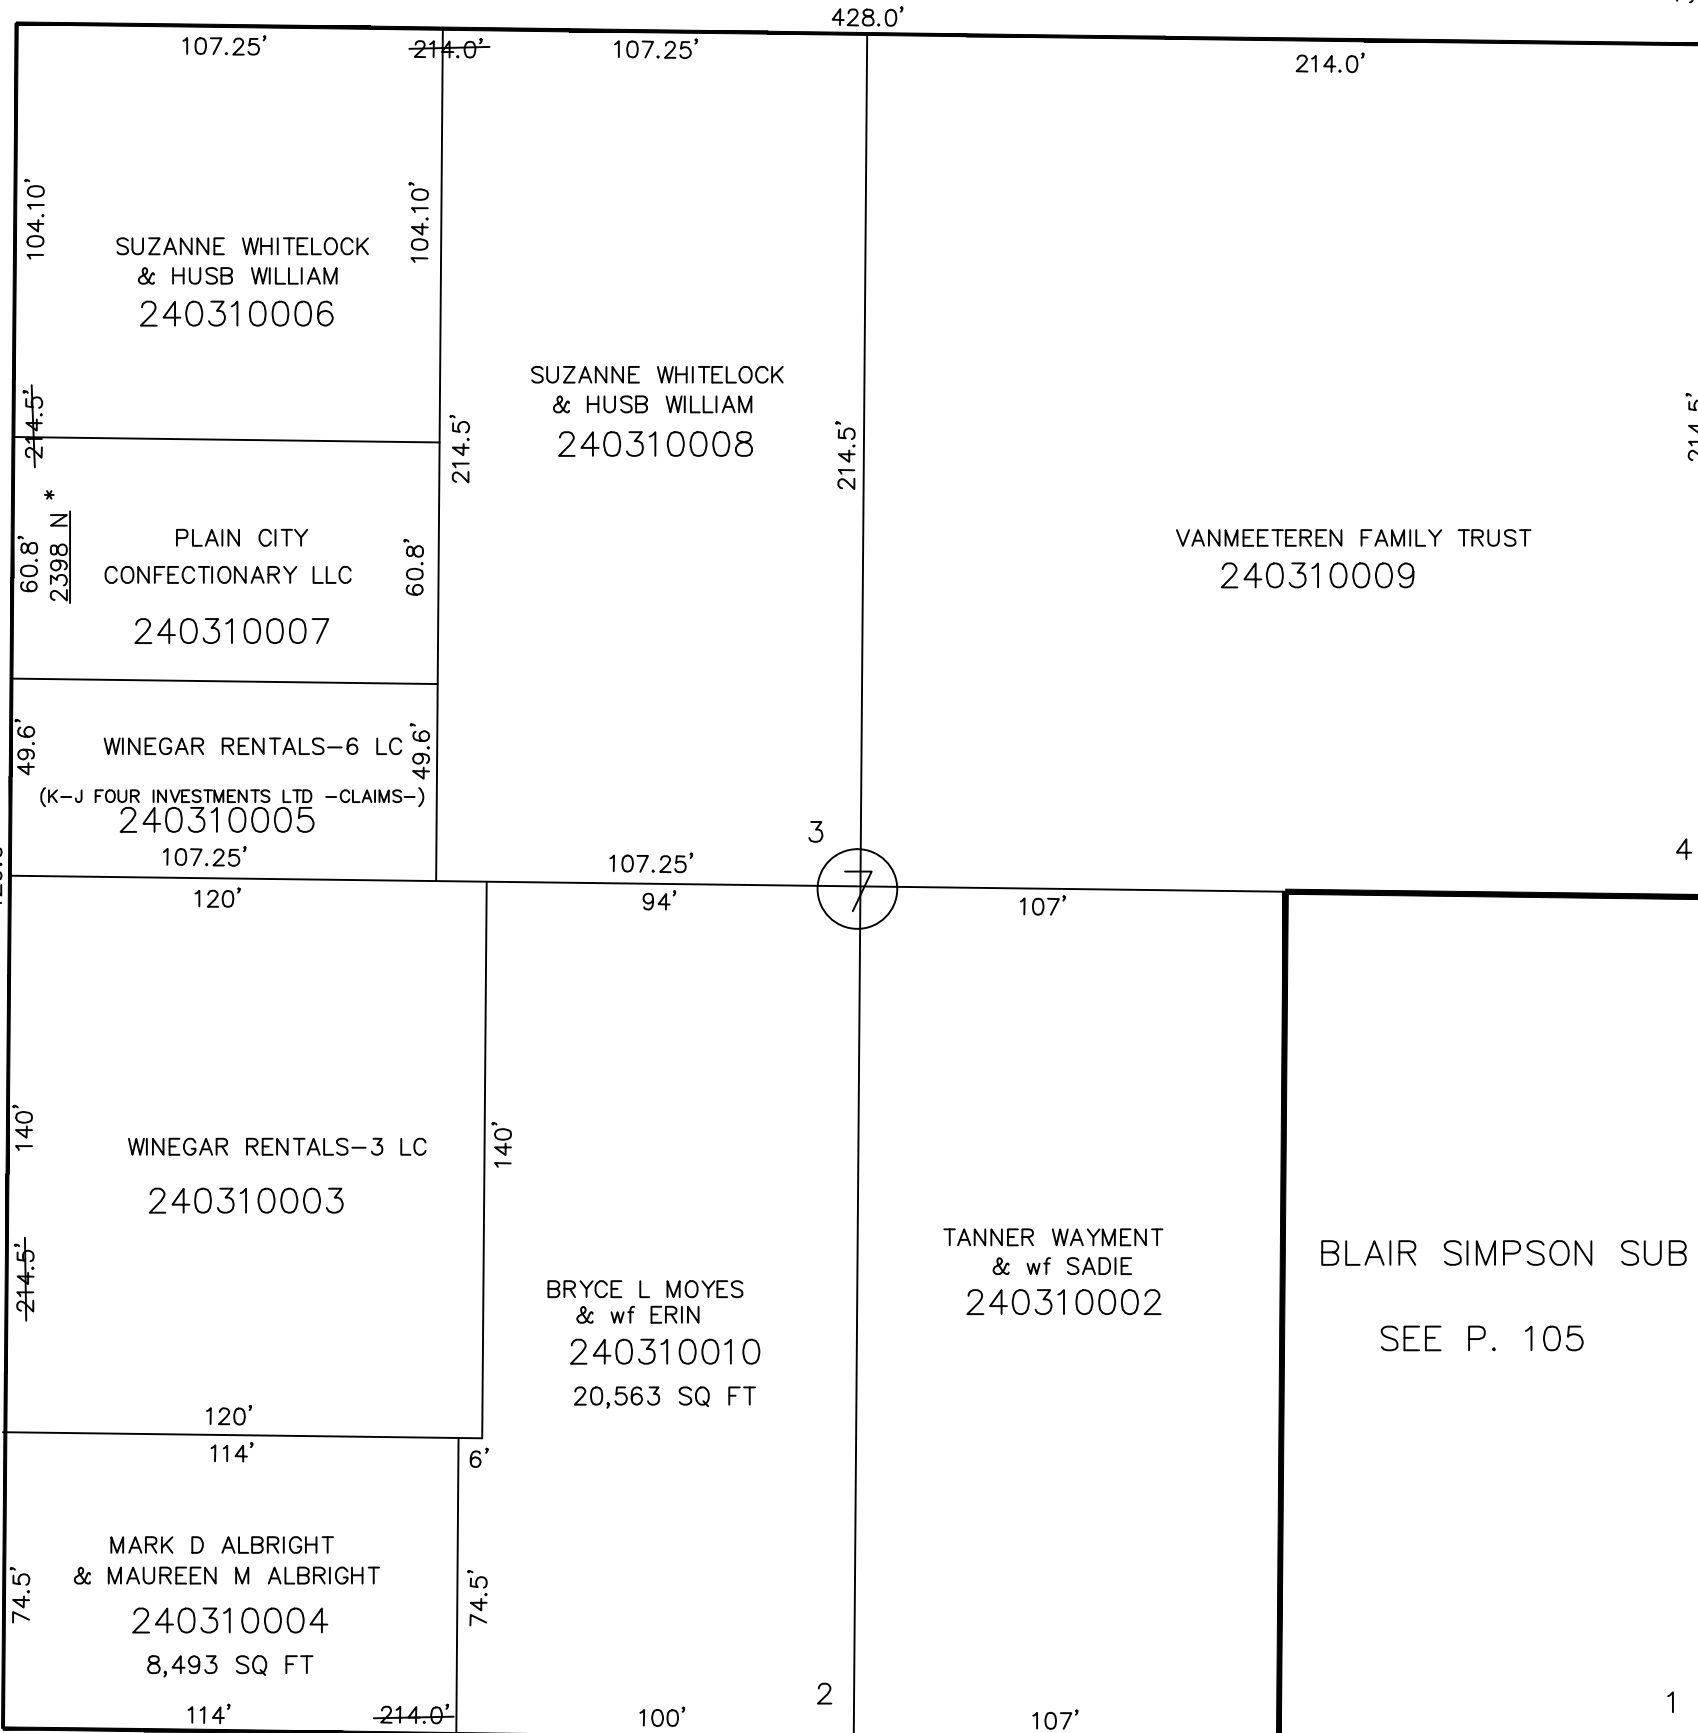 428.0'
107.25'
214.0'
107.25'
214.0'
104.10'
104.10'
SUZANNE WHITELOCK
& HUSB WILLIAM
240310006
214.5'
SUZANNE WHITELOCK
& HUSB WILLIAM
240310008
214.5'
214.5'
214.5'
60.8'
2398 N *
PLAIN CITY
CONFECTIONARY LLC
240310007
60.8'
VANMEETEREN FAMILY TRUST
240310009
49.6'
WINEGAR RENTALS-6 LC
49.6'
(K-J FOUR INVESTMENTS LTD -CLAIMS-)
240310005
107.25'
107.25'
3
4
7
120'
94'
107'
140'
WINEGAR RENTALS-3 LC
240310003
140'
214.5'
120'
BRYCE L MOYES
& wf ERIN
240310010
20,563 SQ FT
TANNER WAYMENT
& wf SADIE
240310002
BLAIR SIMPSON SUB
SEE P. 105
114'
6'
74.5'
MARK D ALBRIGHT
& MAUREEN M ALBRIGHT
240310004
8,493 SQ FT
74.5'
114'
214.0'
100'
2
107'
1